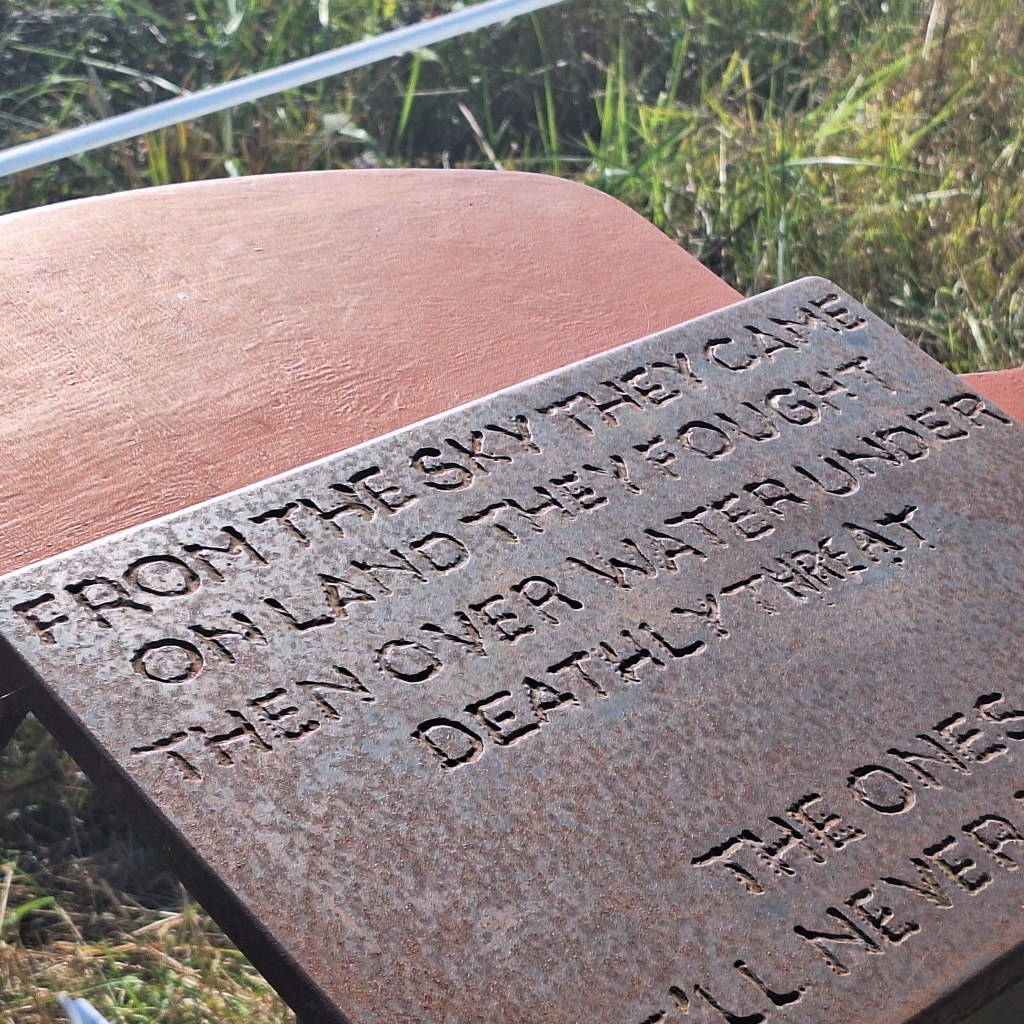 FROM THE SKY THEY CAME
ON LAND THEY FOUGHT
THEN OVER WATER UNDER
DEATHLY THREAT
THE ONES
NEVER